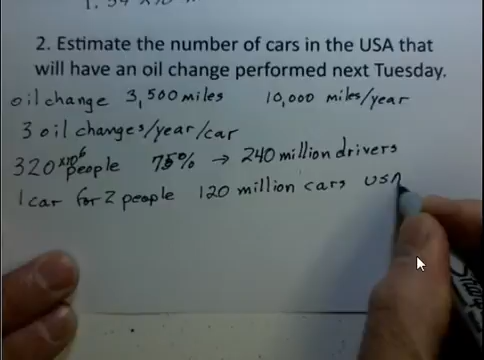 2. Estimate the number of cars in the USA that
will have an oil change performed next Tuesday.
oil change 3,500 miles 10,000 miles/year
3 oil changes/year/car
320 x10⁶ people 75% → 240 million drivers
1 car for 2 people 120 million cars USA